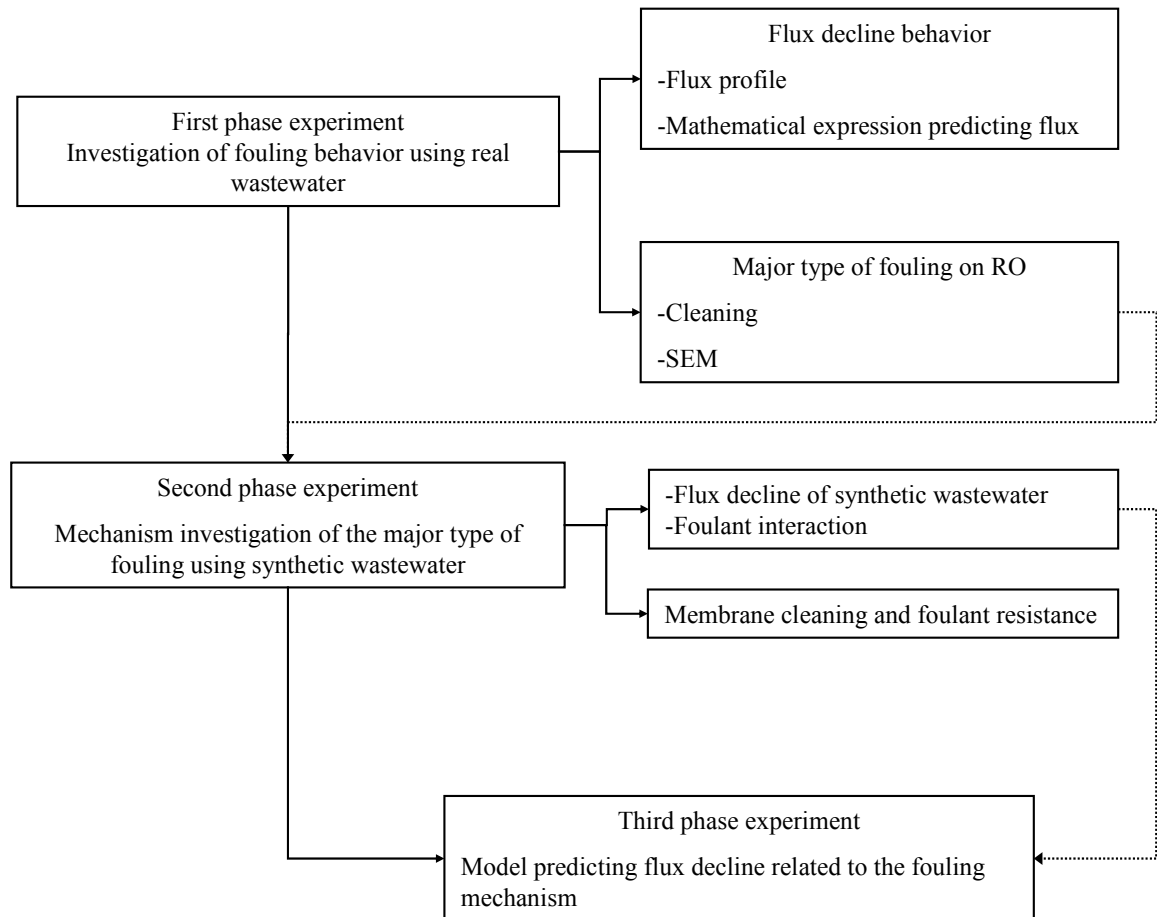 Flux decline behavior
-Flux profile
-Mathematical expression predicting flux
First phase experiment
Investigation of fouling behavior using real
wastewater
Major type of fouling on RO
-Cleaning
-SEM
Second phase experiment
Mechanism investigation of the major type of
fouling using synthetic wastewater
-Flux decline of synthetic wastewater
-Foulant interaction
Membrane cleaning and foulant resistance
Third phase experiment
Model predicting flux decline related to the fouling
mechanism